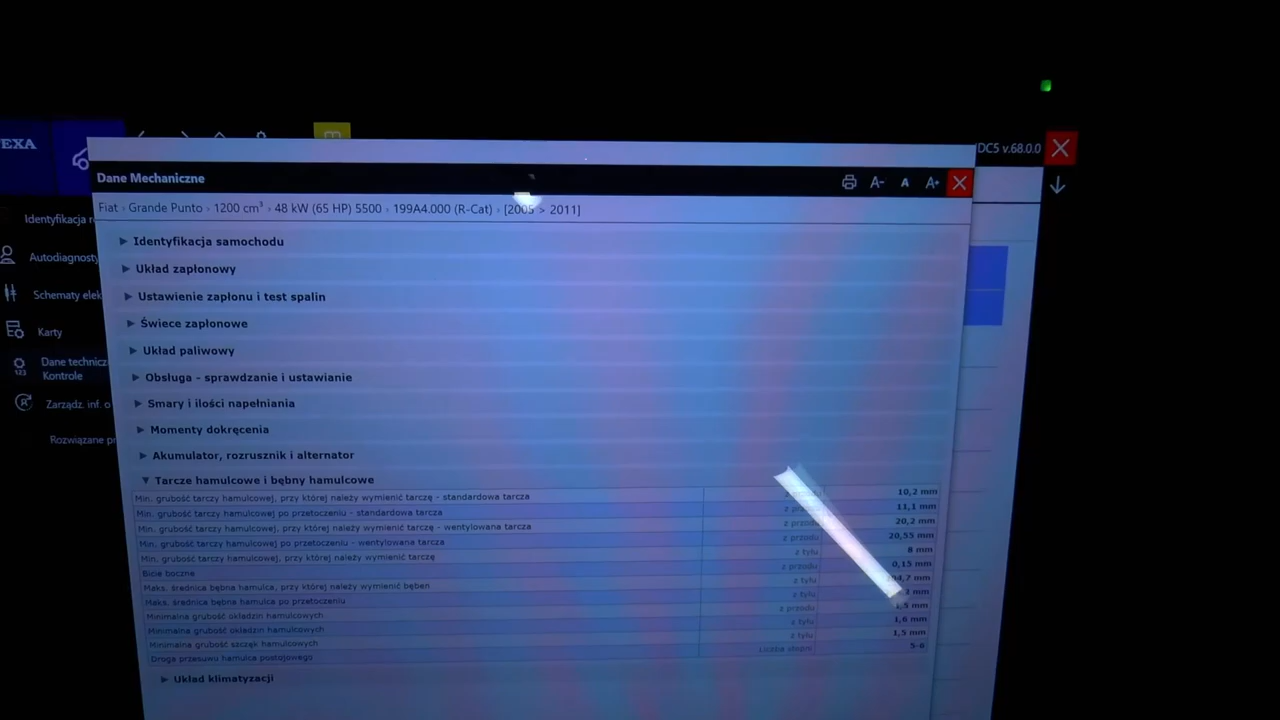 EXA
DC5 v.68.0.0
Dane Mechaniczne
A- A A+
Fiat › Grande Punto › 1200 cm³ › 48 kW (65 HP) 5500 › 199A4.000 (R-Cat) › [2005 > 2011]
Identyfikacja
Autodiagnosty
Schematy elek
Karty
Dane technicz
Kontrole
Zarządz. inf. o
Rozwiązane pr
Identyfikacja samochodu
Układ zapłonowy
Ustawienie zapłonu i test spalin
Świece zapłonowe
Układ paliwowy
Obsługa - sprawdzanie i ustawianie
Smary i ilości napełniania
Momenty dokręcenia
Akumulator, rozrusznik i alternator
Tarcze hamulcowe i bębny hamulcowe
Min. grubość tarczy hamulcowej, przy której należy wymienić tarczę - standardowa tarcza 10,2 mm
Min. grubość tarczy hamulcowej po przetoczeniu - standardowa tarcza 11,1 mm
Min. grubość tarczy hamulcowej, przy której należy wymienić tarczę - wentylowana tarcza z przodu 20,2 mm
Min. grubość tarczy hamulcowej po przetoczeniu - wentylowana tarcza z przodu 20,55 mm
Min. grubość tarczy hamulcowej, przy której należy wymienić tarczę z tyłu 8 mm
Bicie boczne z przodu 0,15 mm
Maks. średnica bębna hamulca, przy której należy wymienić bęben z tyłu mm
Maks. średnica bębna hamulca po przetoczeniu z tyłu mm
Minimalna grubość okładzin hamulcowych z przodu mm
Minimalna grubość okładzin hamulcowych z tyłu 1,6 mm
Minimalna grubość szczęk hamulcowych z tyłu 1,5 mm
Droga przesuwu hamulca postojowego Liczba stopni
Układ klimatyzacji